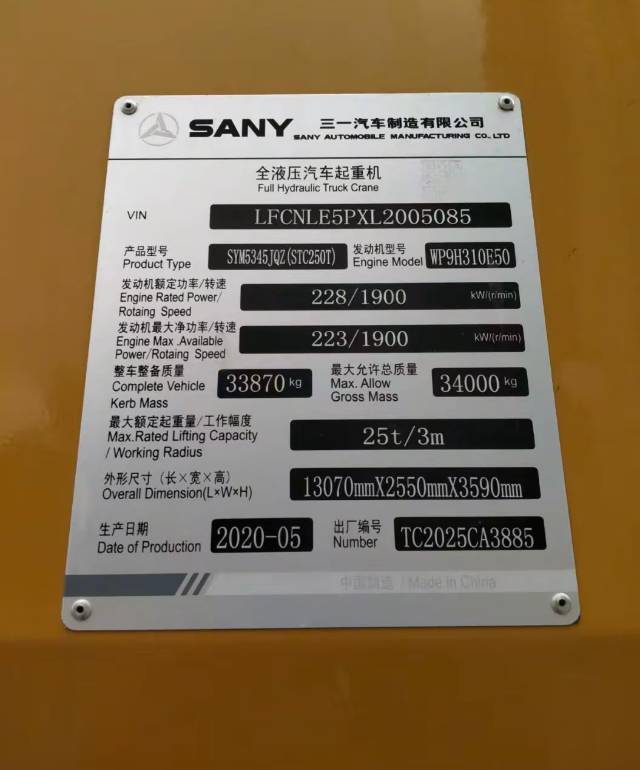 SANY 三一汽车制造有限公司
SANY AUTOMOBILE MANUFACTURING CO., LTD
全液压汽车起重机
Full Hydraulic Truck Crane
VIN LFCNLE5PXL2005085
产品型号 SYM5345JQZ(STC250T) 发动机型号 WP9H310E50
Product Type Engine Model
发动机额定功率/转速
Engine Rated Power/ 228/1900 kW/(r/min)
Rotaing Speed
发动机最大净功率/转速
Engine Max .Available 223/1900 kW/(r/min)
Power/Rotaing Speed
整车整备质量 最大允许总质量
Complete Vehicle 33870 kg Max. Allow 34000 kg
Kerb Mass Gross Mass
最大额定起重量/工作幅度
Max.Rated Lifting Capacity 25t/3m
/ Working Radius
外形尺寸（长×宽×高）
Overall Dimension(L×W×H) 13070mmX2550mmX3590mm
生产日期 2020-05 出厂编号 TC2025CA3885
Date of Production Number
中国制造 / Made in China